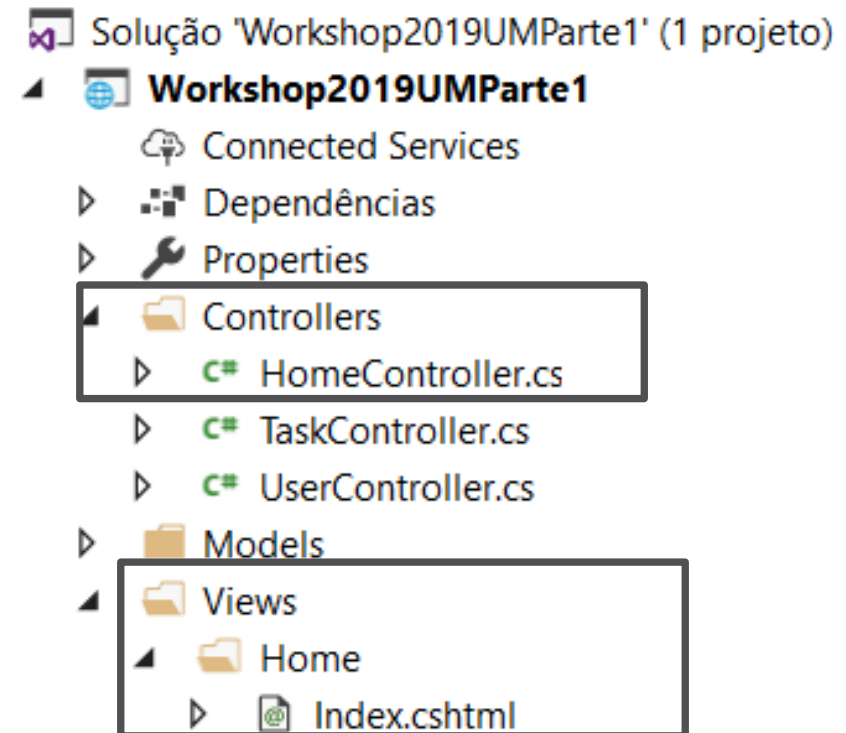 Solução 'Workshop2019UMParte1' (1 projeto)
Workshop2019UMParte1
Connected Services
Dependências
Properties
Controllers
C# HomeController.cs
C# TaskController.cs
C# UserController.cs
Models
Views
Home
@ Index.cshtml